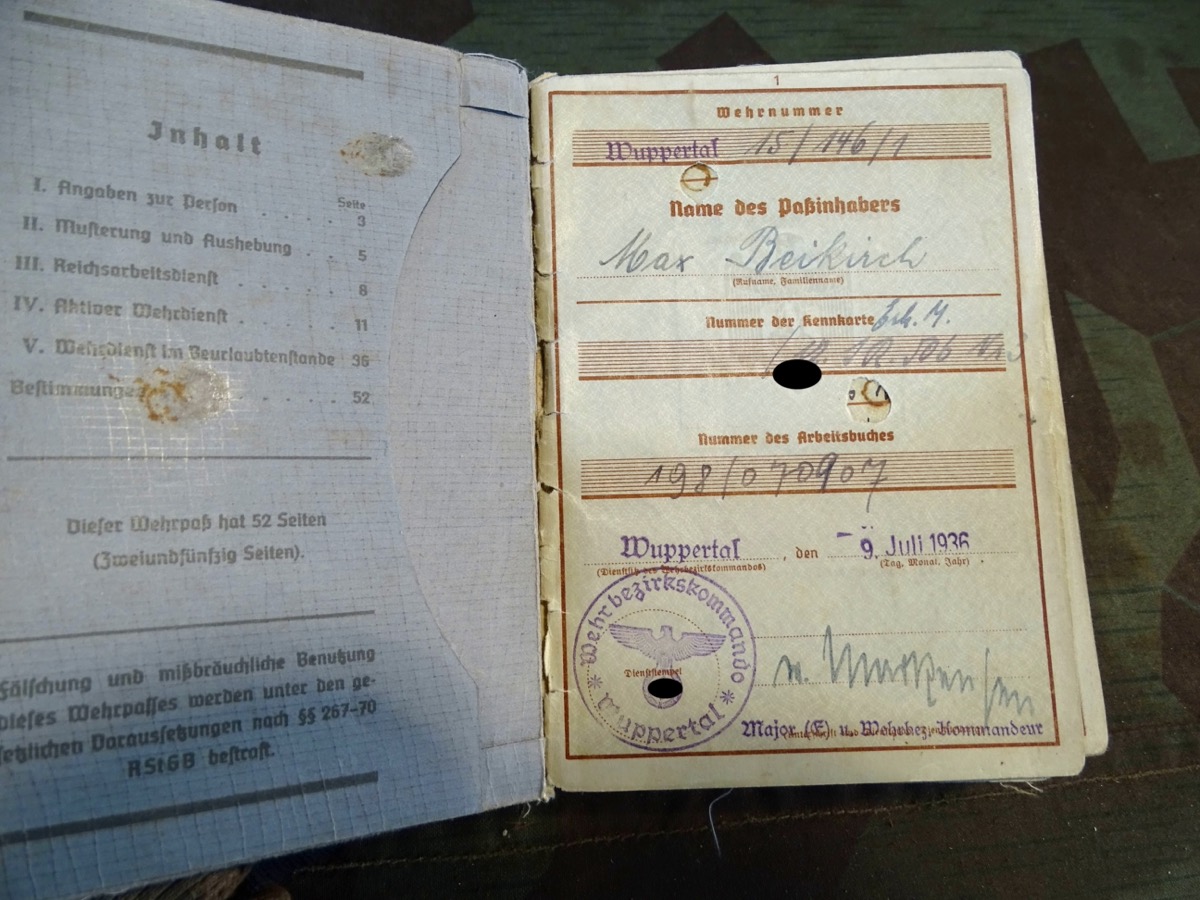 Inhalt
Seite
I. Angaben zur Person . . . . . 3
II. Musterung und Aushebung . . . 5
III. Reichsarbeitsdienst . . . . . . 8
IV. Aktiver Wehrdienst . . . . . . 11
V. Wehrdienst im Beurlaubtenstande 36
Bestimmungen . . . . 52
Dieser Wehrpaß hat 52 Seiten
(Zweiundfünfzig Seiten).
Fälschung und mißbräuchliche Benutzung
dieses Wehrpasses werden unter den ge-
setzlichen Voraussetzungen nach §§ 267-70
RStGB bestraft.
1
Wehrnummer
Wuppertal 15/146/1
Name des Paßinhabers
Max Beikirch
(Rufname, Familienname)
Nummer der Kennkarte
Nummer des Arbeitsbuches
198/070907
Wuppertal, den 9. Juli 1936
(Dienstsitz des Wehrbezirkskommandos) (Tag, Monat, Jahr)
Wehrbezirkskommando
Dienststempel
* Wuppertal *
Major (E) u. Wehrbez. Kommandeur